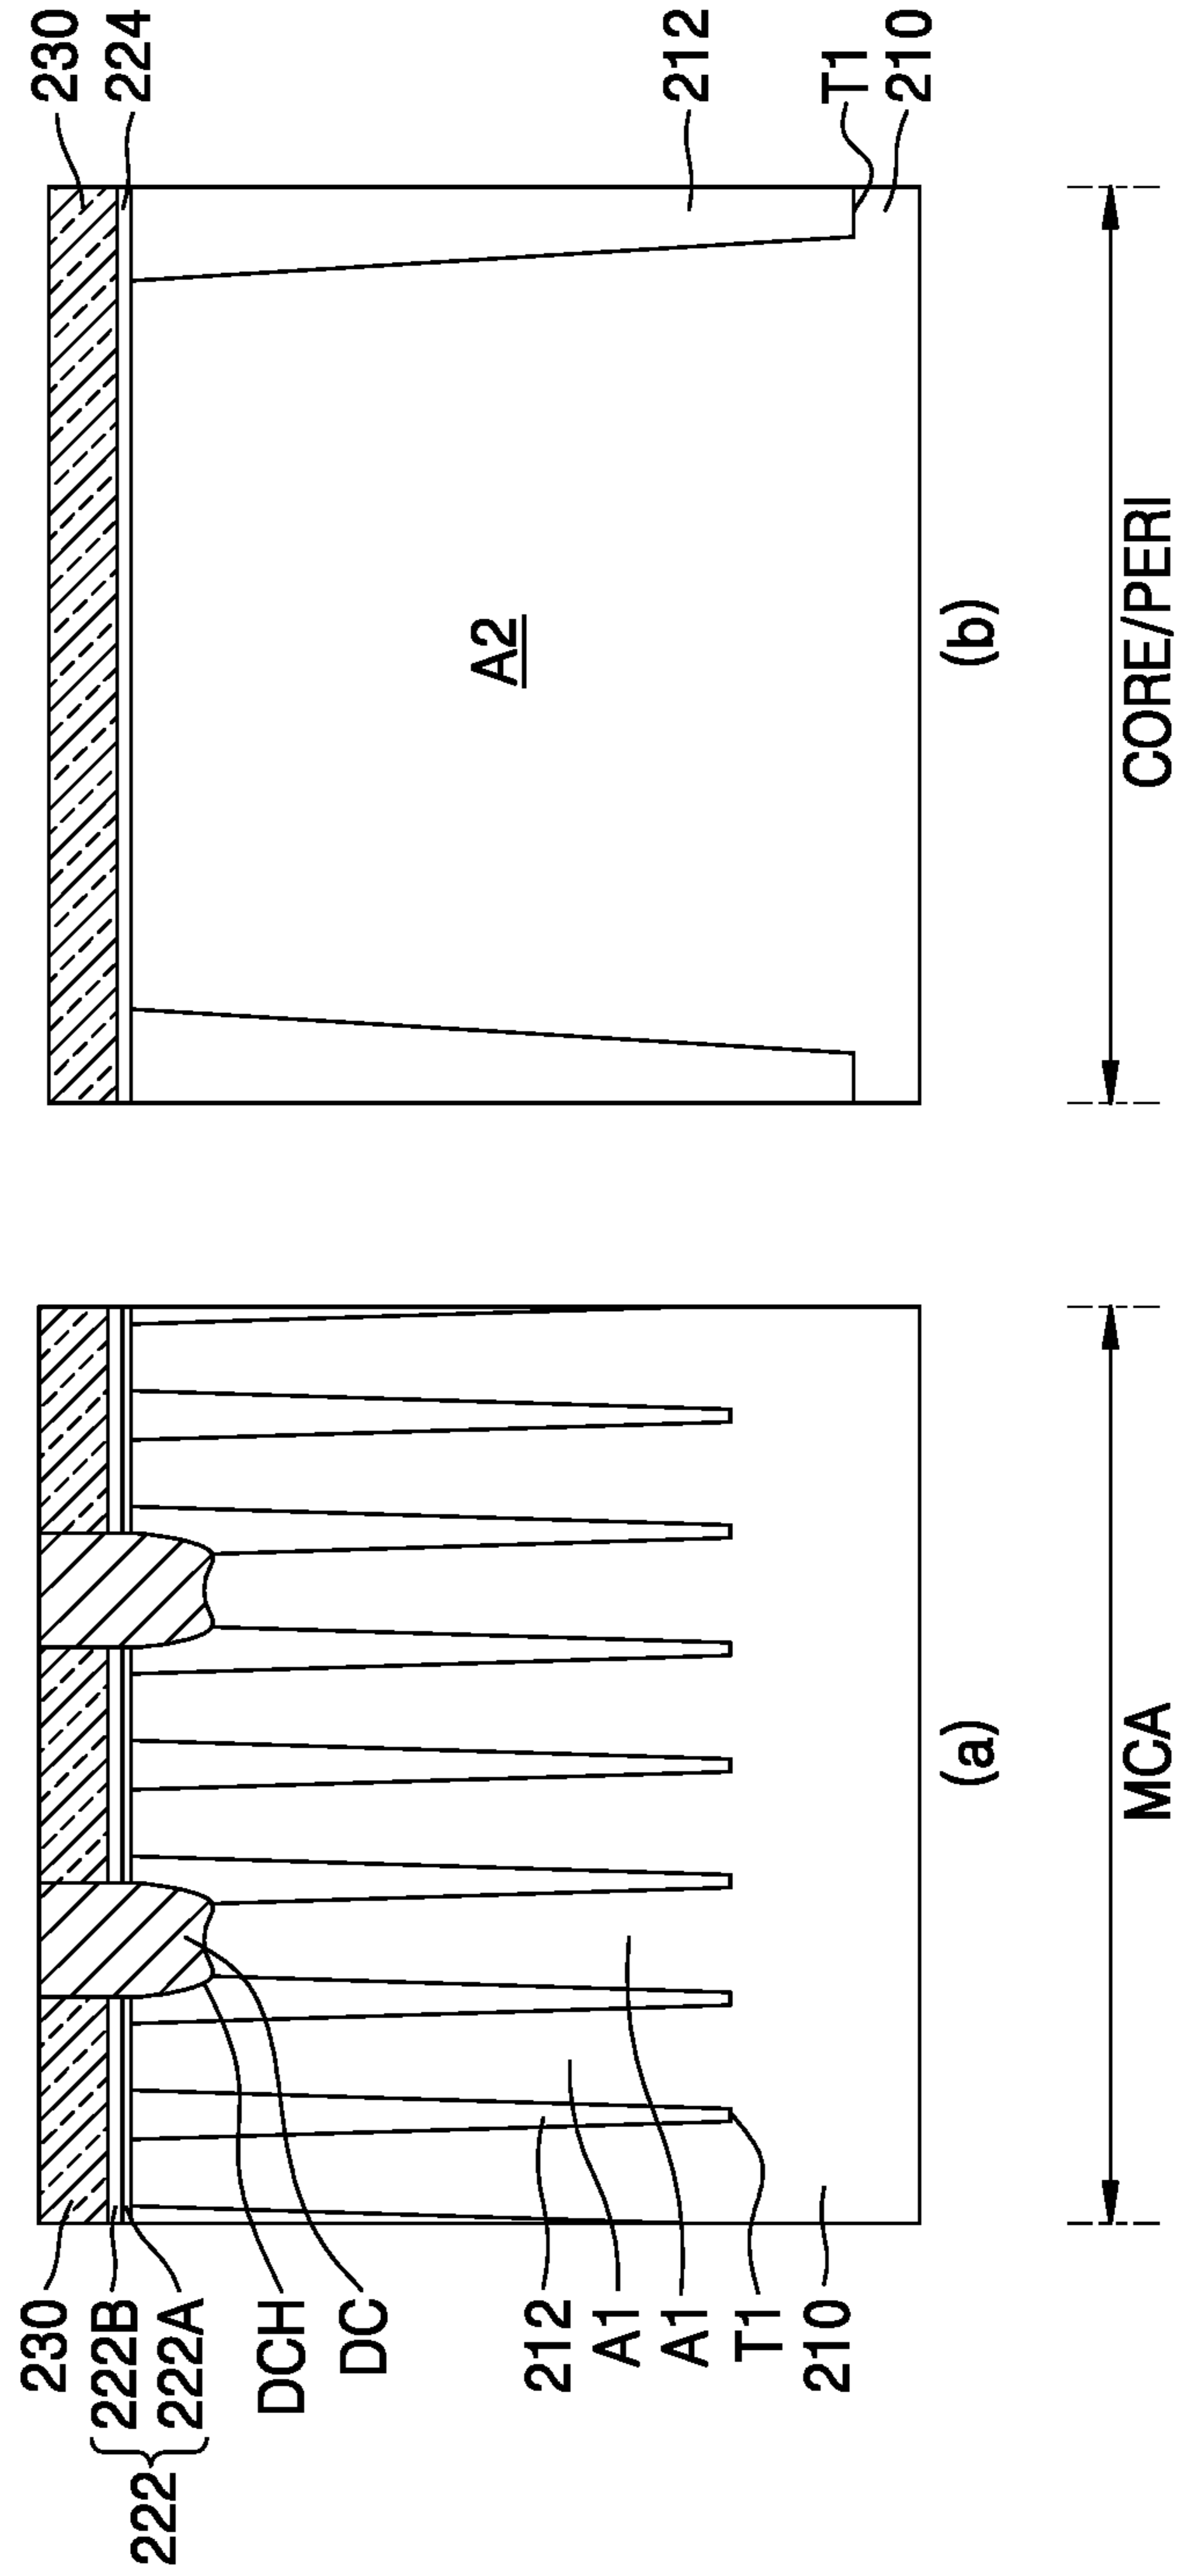 230
222B
222A
222
DCH
DC
212
A1
A1
T1
210
(a)
MCA
230
224
A2
212
T1
210
(b)
CORE/PERI